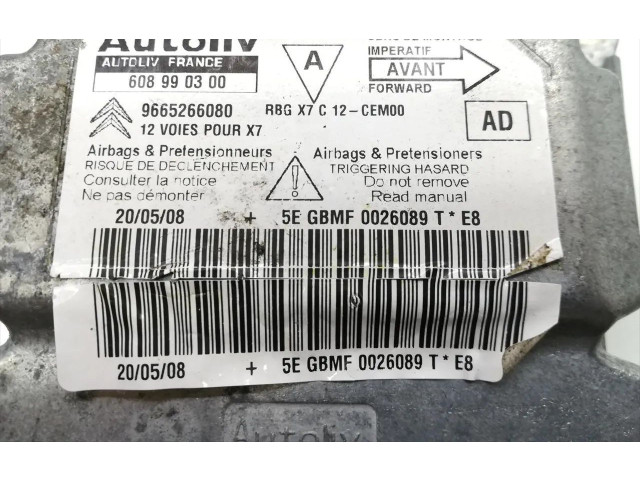 Autoliv
AUTOLIV FRANCE
608 99 03 00
A
IMPERATIF
AVANT
FORWARD
9665266080
RBG X7 C 12-CEM00
12 VOIES POUR X7
AD
Airbags & Pretensionneurs
RISQUE DE DECLENCHEMENT
Consulter la notice
Ne pas démonter
Airbags & Pretensioners
TRIGGERING HASARD
Do not remove
Read manual
20/05/08 + 5E GBMF 0026089 T * E8
20/05/08 + 5E GBMF 0026089 T * E8
Autoliv